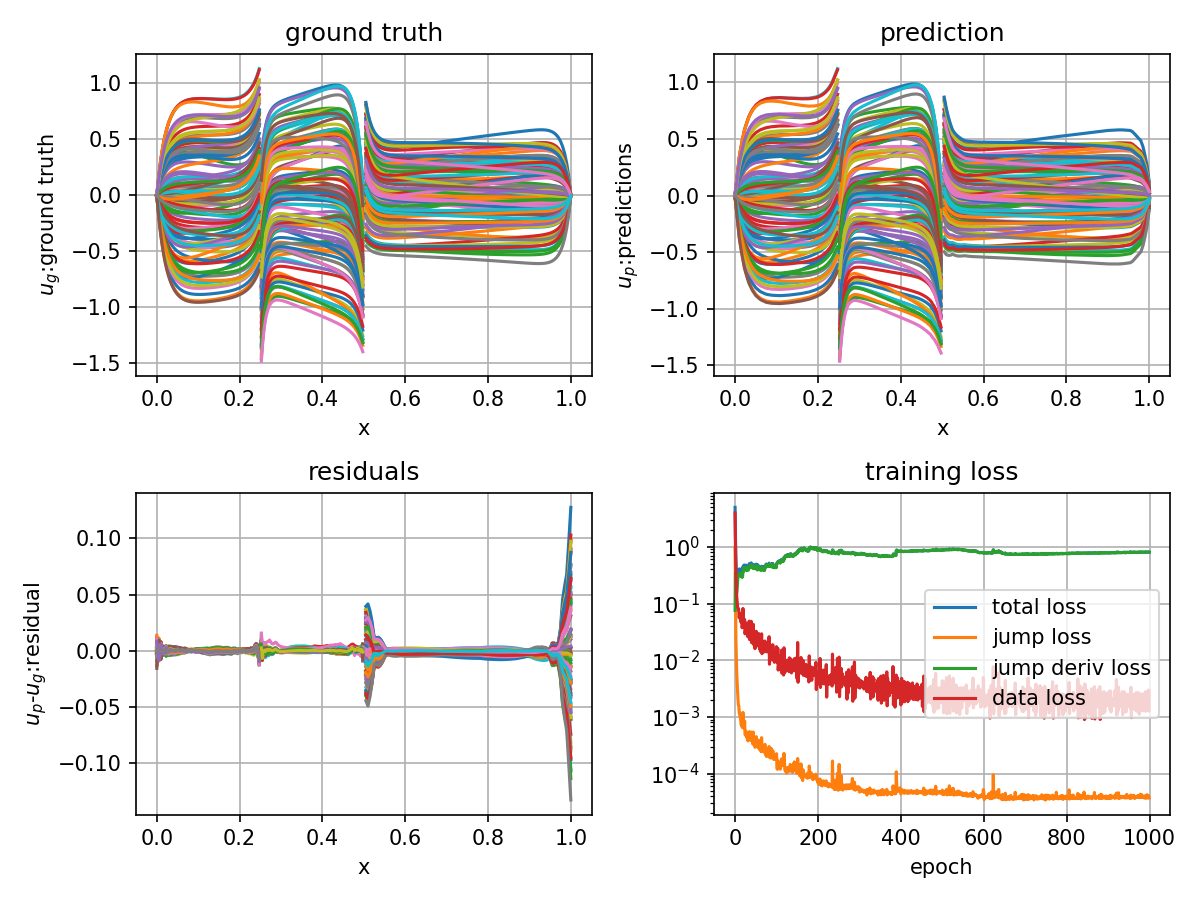 ground truth
u_g:ground truth
1.0
0.5
0.0
−0.5
−1.0
−1.5
0.0 0.2 0.4 0.6 0.8 1.0
x
prediction
u_p:predictions
1.0
0.5
0.0
−0.5
−1.0
−1.5
0.0 0.2 0.4 0.6 0.8 1.0
x
residuals
u_p-u_g:residual
0.10
0.05
0.00
−0.05
−0.10
0.0 0.2 0.4 0.6 0.8 1.0
x
training loss
10^0
10^−1
10^−2
10^−3
10^−4
total loss
jump loss
jump deriv loss
data loss
0 200 400 600 800 1000
epoch